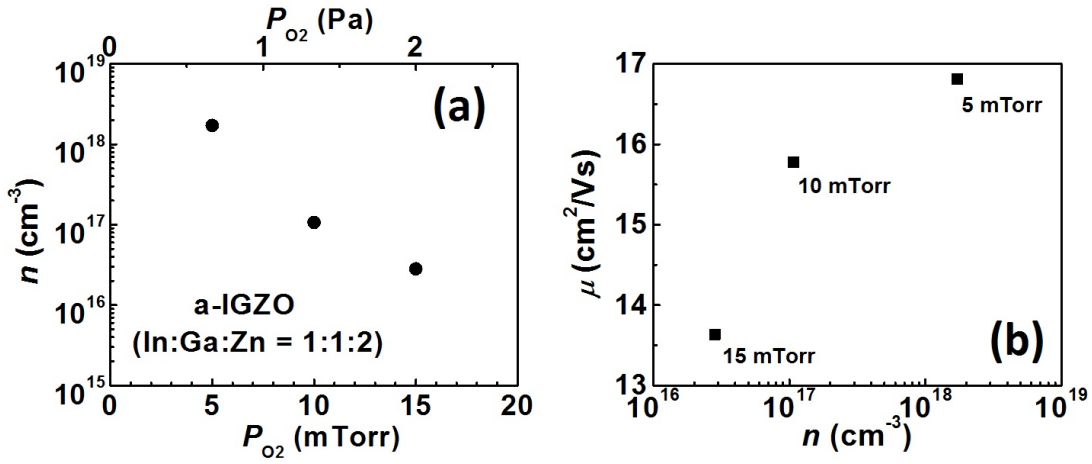 P_O2 (Pa)
0 1 2
(a)
10^19
10^18
10^17
10^16
10^15
n (cm^-3)
a-IGZO
(In:Ga:Zn = 1:1:2)
0 5 10 15 20
P_O2 (mTorr)
(b)
17
16
15
14
13
μ (cm^2/Vs)
5 mTorr
10 mTorr
15 mTorr
10^16 10^17 10^18 10^19
n (cm^-3)